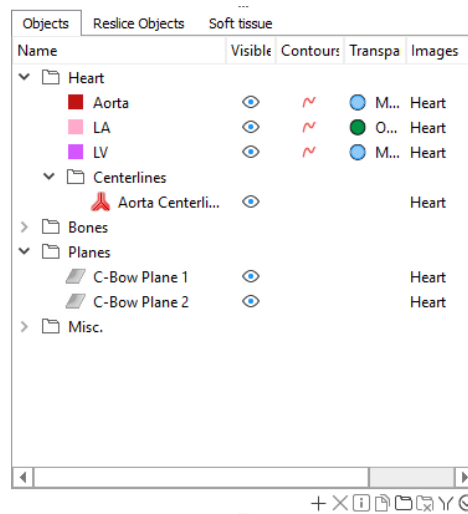 Objects Reslice Objects Soft tissue
Name Visible Contours Transpa Images
Heart
Aorta M... Heart
LA O... Heart
LV M... Heart
Centerlines
Aorta Centerli... Heart
Bones
Planes
C-Bow Plane 1 Heart
C-Bow Plane 2 Heart
Misc.